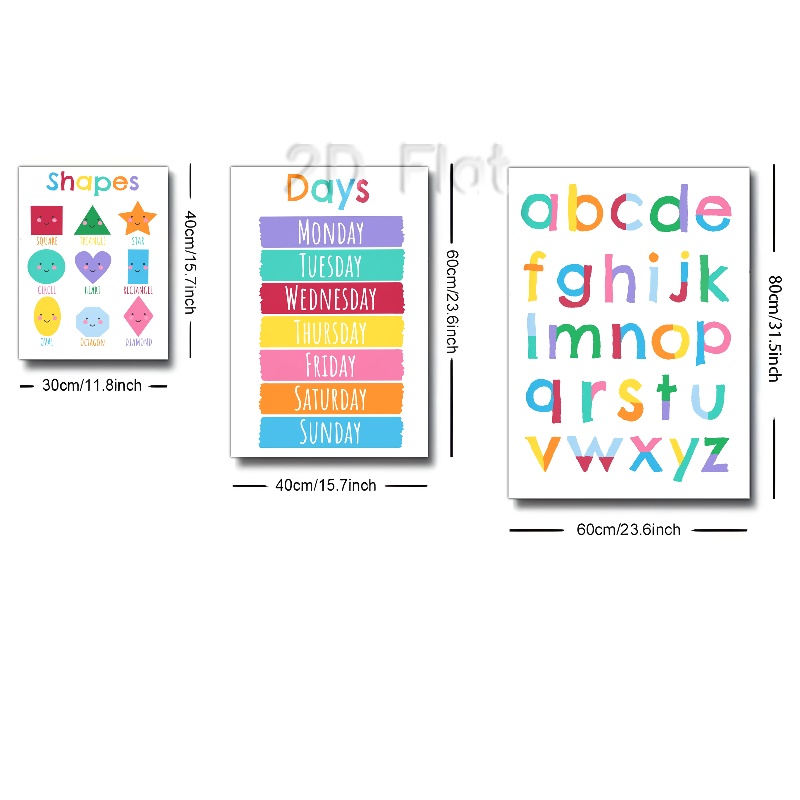 2D Flat
Shapes
SQUARE TRIANGLE STAR
CIRCLE HEART RECTANGLE
OVAL OCTAGON DIAMOND
40cm/15.7inch
30cm/11.8inch
Days
MONDAY
TUESDAY
WEDNESDAY
THURSDAY
FRIDAY
SATURDAY
SUNDAY
60cm/23.6inch
40cm/15.7inch
abcde
fghijk
lmnop
qrstu
vwxyz
80cm/31.5inch
60cm/23.6inch